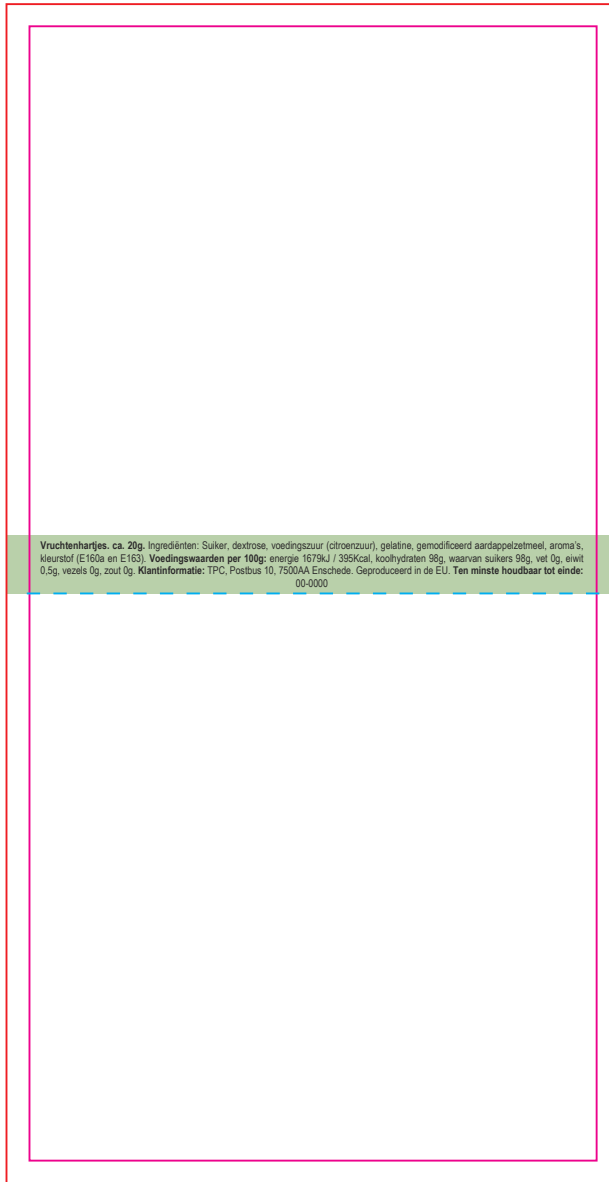 Vruchtenhartjes. ca. 20g. Ingrediënten: Suiker, dextrose, voedingszuur (citroenzuur), gelatine, gemodificeerd aardappelzetmeel, aroma's,
kleurstof (E160a en E163). Voedingswaarden per 100g: energie 1679kJ / 395Kcal, koolhydraten 98g, waarvan suikers 98g, vet 0g, eiwit
0,5g, vezels 0g, zout 0g. Klantinformatie: TPC, Postbus 10, 7500AA Enschede. Geproduceerd in de EU. Ten minste houdbaar tot einde:
00-0000